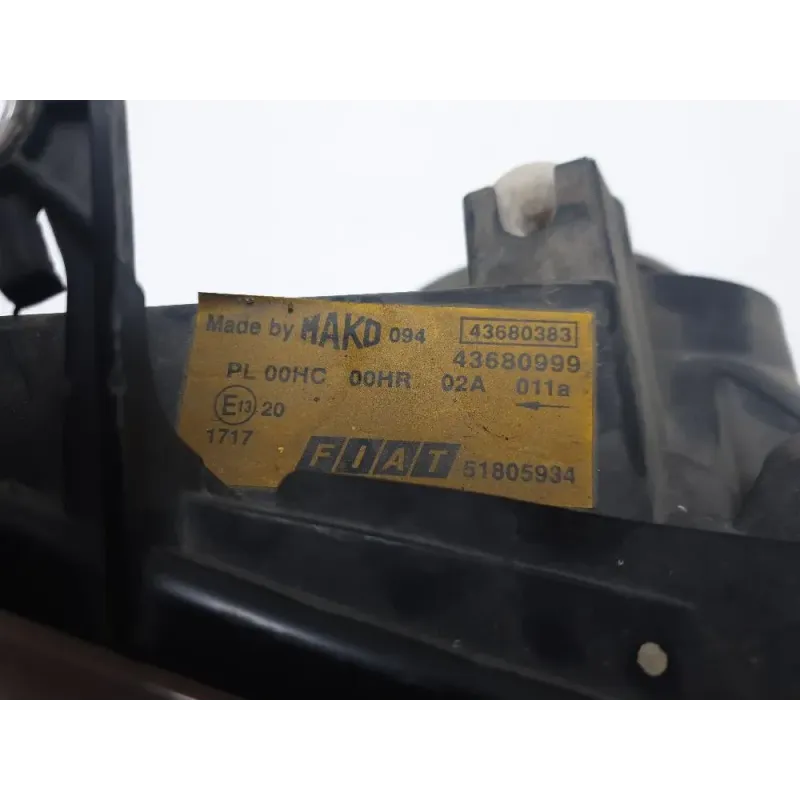 Made by MAKO 094 43680383
43680999
PL 00HC 00HR 02A 011a
E13 20
1717
FIAT 51805934